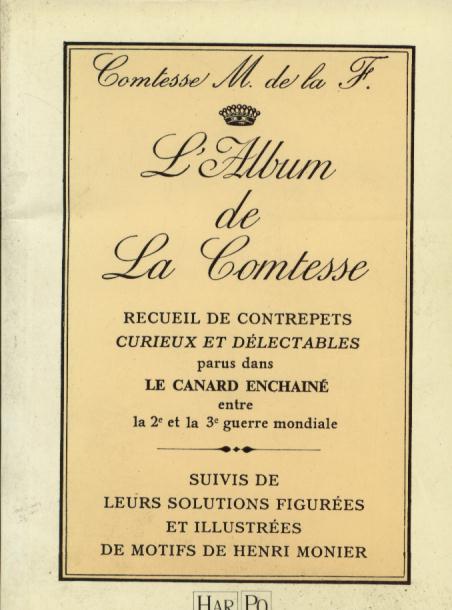 Comtesse M. de la F.
L'Album
de
La Comtesse
RECUEIL DE CONTREPETS
CURIEUX ET DÉLECTABLES
parus dans
LE CANARD ENCHAINÉ
entre
la 2e et la 3e guerre mondiale
SUIVIS DE
LEURS SOLUTIONS FIGURÉES
ET ILLUSTRÉES
DE MOTIFS DE HENRI MONIER
HAR PO